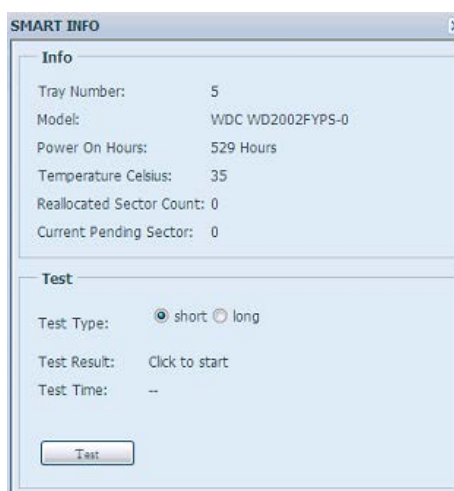 SMART INFO
Info
Tray Number: 5
Model: WDC WD2002FYPS-0
Power On Hours: 529 Hours
Temperature Celsius: 35
Reallocated Sector Count: 0
Current Pending Sector: 0
Test
Test Type: short long
Test Result: Click to start
Test Time: --
Test